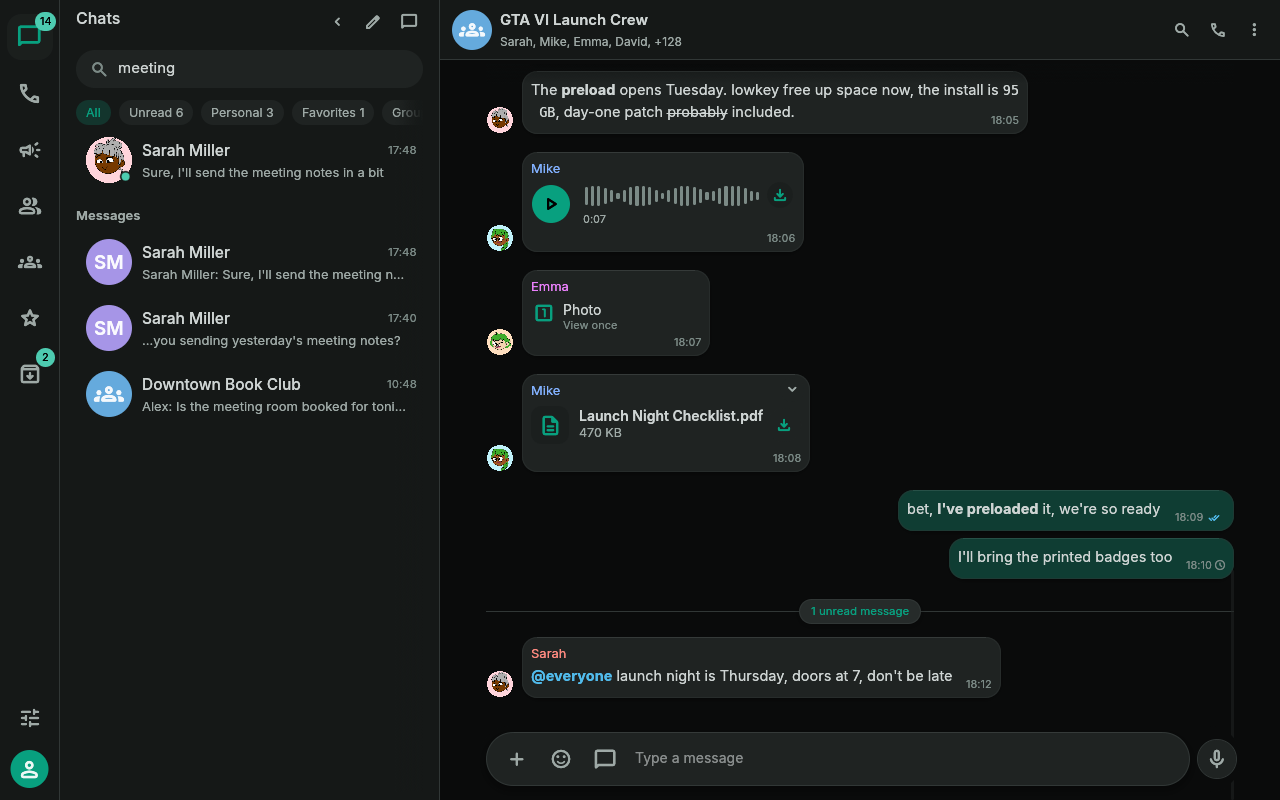 14
Chats
meeting
All
Unread 6
Personal 3
Favorites 1
Sarah Miller
17:48
Sure, I'll send the meeting notes in a bit
Messages
SM
Sarah Miller
17:48
Sarah Miller: Sure, I'll send the meeting n...
SM
Sarah Miller
17:40
...you sending yesterday's meeting notes?
Downtown Book Club
10:48
Alex: Is the meeting room booked for toni...
2
GTA VI Launch Crew
Sarah, Mike, Emma, David, +128
The preload opens Tuesday. lowkey free up space now, the install is 95
GB, day-one patch probably included.
18:05
Mike
0:07
18:06
Emma
1
Photo
View once
18:07
Mike
Launch Night Checklist.pdf
470 KB
18:08
bet, I've preloaded it, we're so ready
18:09
I'll bring the printed badges too
18:10
1 unread message
Sarah
@everyone launch night is Thursday, doors at 7, don't be late
18:12
Type a message